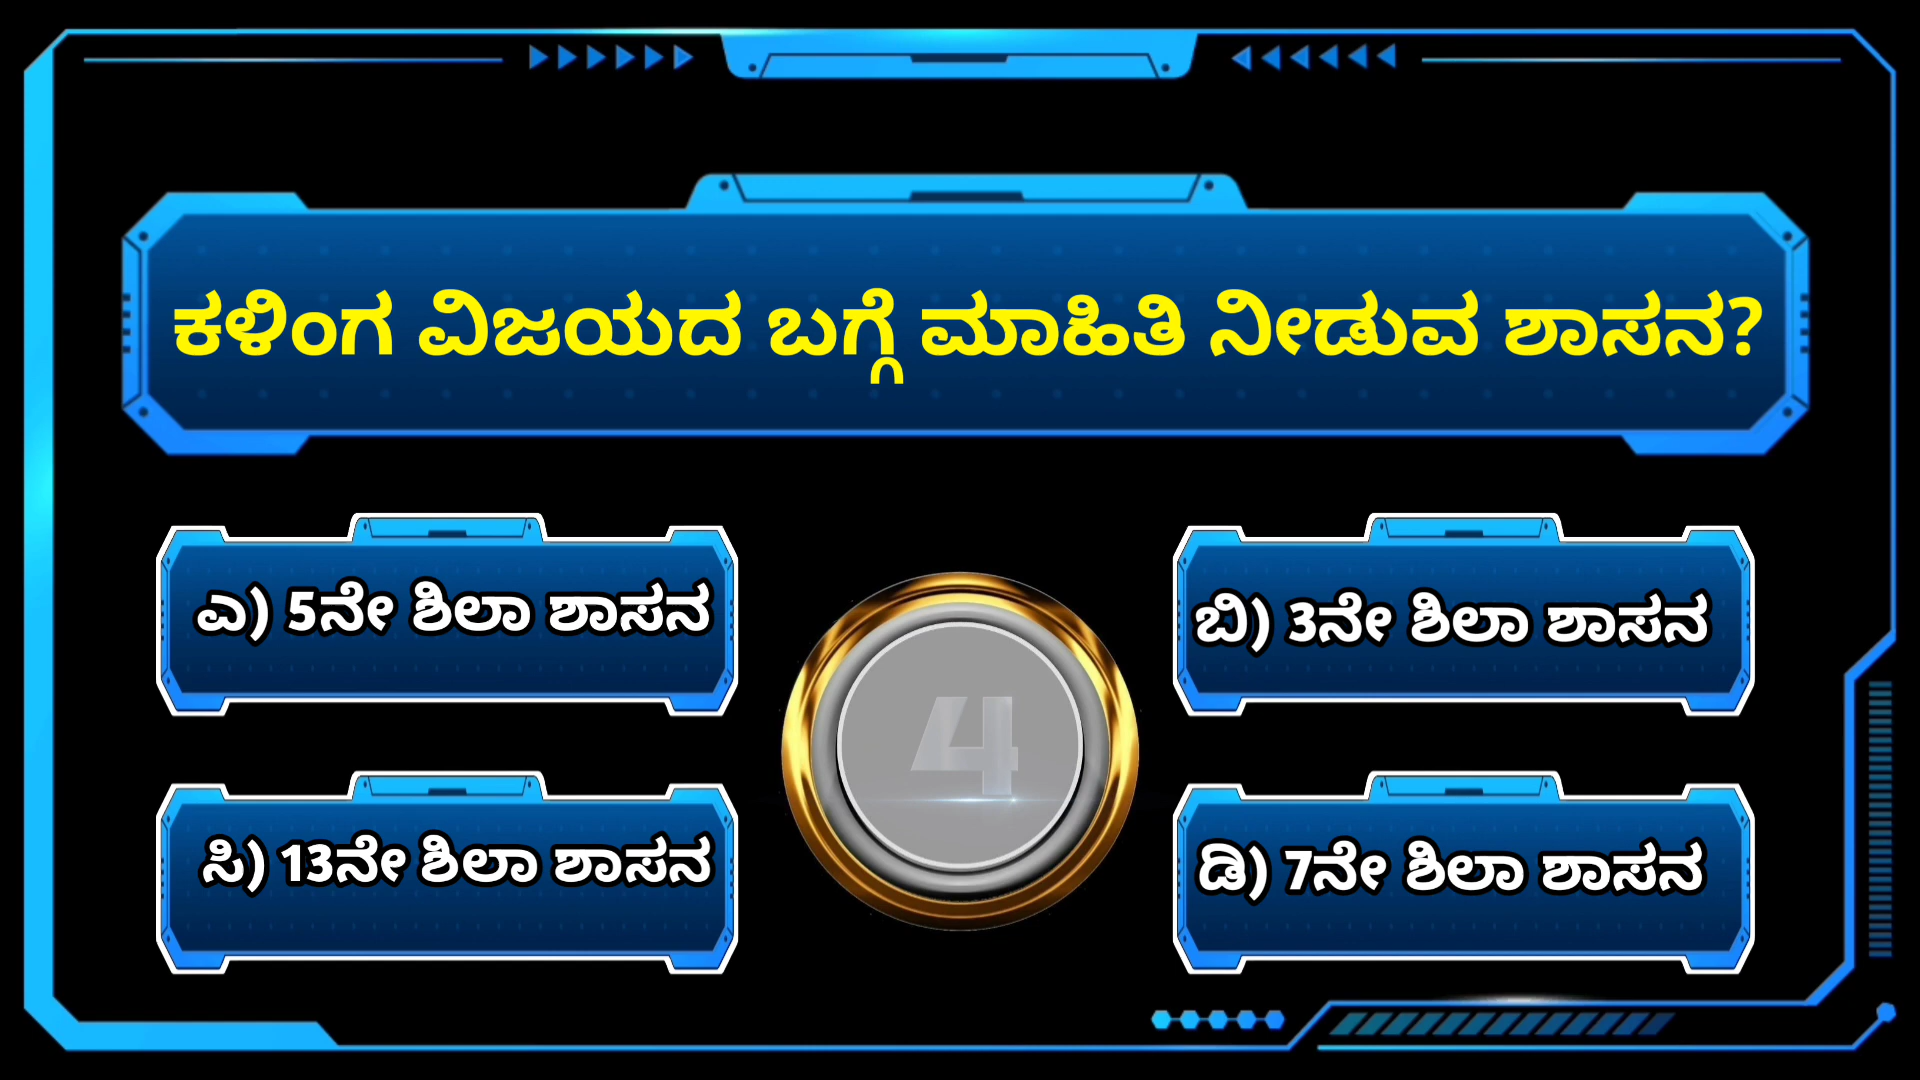 ಕಳಿಂಗ ವಿಜಯದ ಬಗ್ಗೆ ಮಾಹಿತಿ ನೀಡುವ ಶಾಸನ?
ಎ) 5ನೇ ಶಿಲಾ ಶಾಸನ
ಬಿ) 3ನೇ ಶಿಲಾ ಶಾಸನ
4
ಸಿ) 13ನೇ ಶಿಲಾ ಶಾಸನ
ಡಿ) 7ನೇ ಶಿಲಾ ಶಾಸನ